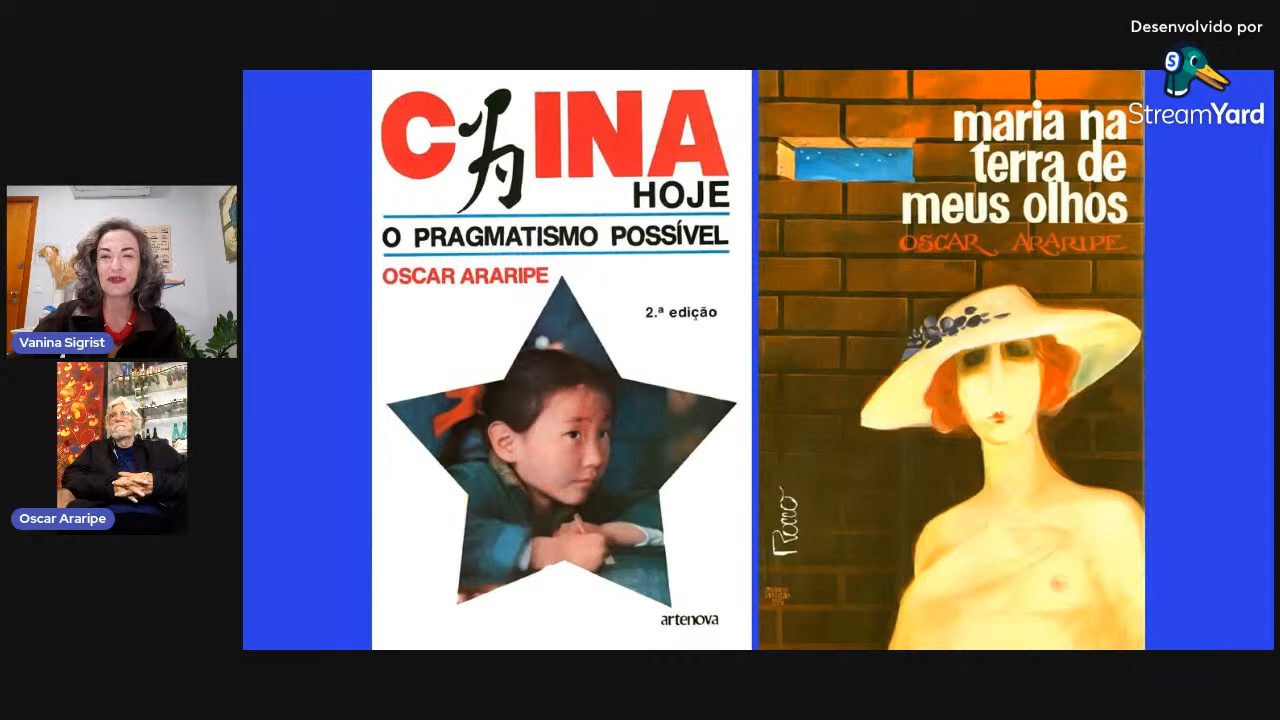 Desenvolvido por
StreamYard
Vanina Sigrist
Oscar Araripe
CHINA
HOJE
O PRAGMATISMO POSSÍVEL
OSCAR ARARIPE
2.ª edição
artenova
maria na
terra de
meus olhos
OSCAR ARARIPE